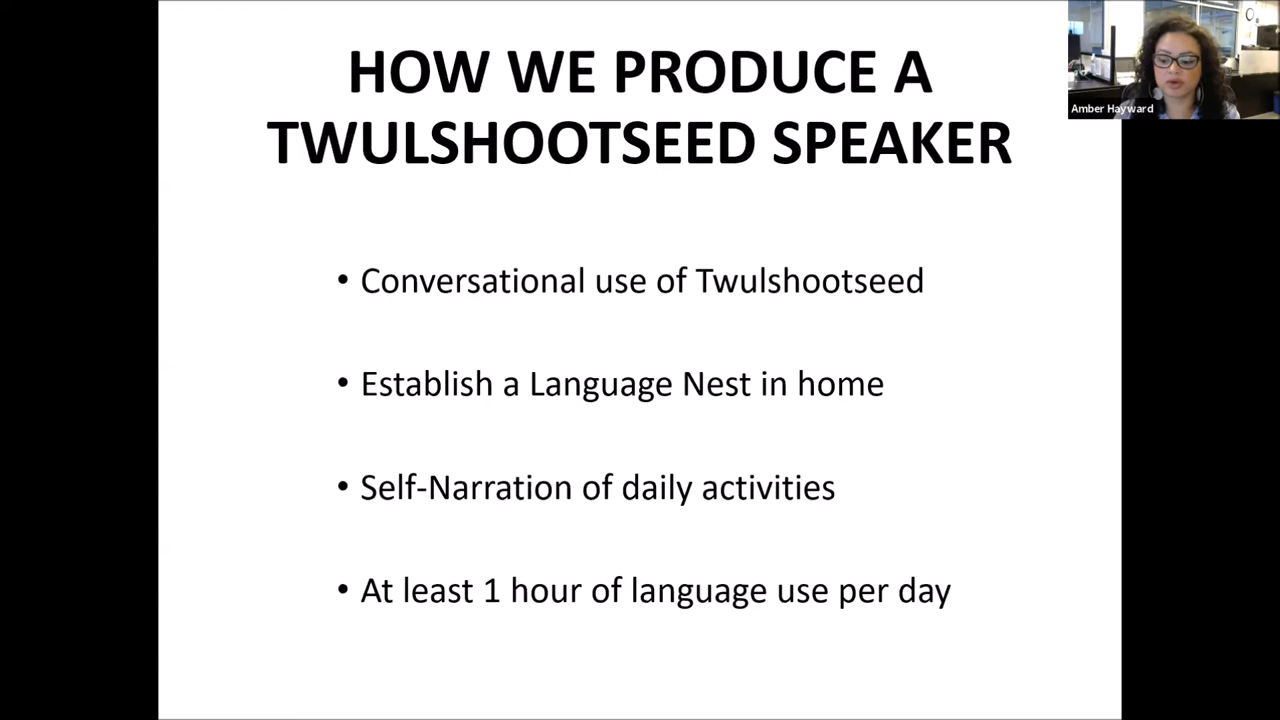 HOW WE PRODUCE A
TWULSHOOTSEED SPEAKER
Amber Hayward
• Conversational use of Twulshootseed
• Establish a Language Nest in home
• Self-Narration of daily activities
• At least 1 hour of language use per day